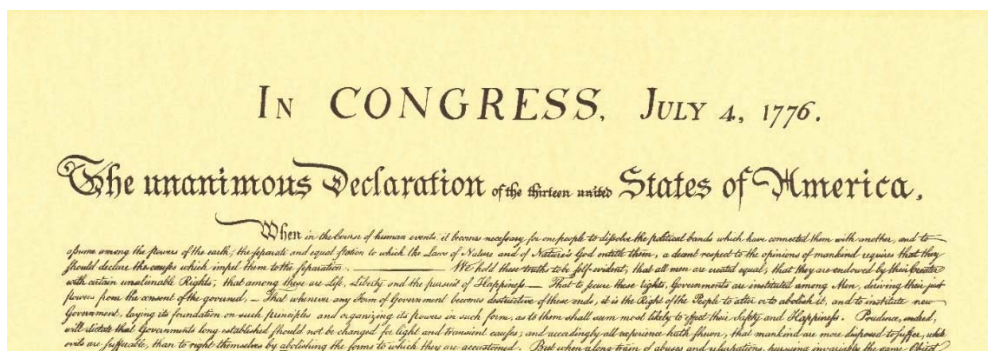 In CONGRESS, July 4, 1776.
The unanimous Declaration of the thirteen united States of America,
When in the Course of human events it becomes necessary for one people to dissolve the political bands which have connected them with another, and to
assume among the powers of the earth, the separate and equal station to which the Laws of Nature and of Nature's God entitle them, a decent respect to the opinions of mankind requires that they
should declare the causes which impel them to the separation. ——— We hold these truths to be self-evident, that all men are created equal, that they are endowed by their Creator
with certain unalienable Rights, that among these are Life, Liberty and the pursuit of Happiness — That to secure these rights, Governments are instituted among Men, deriving their just
powers from the consent of the governed, — That whenever any Form of Government becomes destructive of these ends, it is the Right of the People to alter or to abolish it, and to institute new
Government, laying its foundation on such principles and organizing its powers in such form, as to them shall seem most likely to effect their Safety and Happiness. Prudence, indeed,
will dictate that Governments long established should not be changed for light and transient causes; and accordingly all experience hath shewn, that mankind are more disposed to suffer, while
evils are sufferable, than to right themselves by abolishing the forms to which they are accustomed. But when a long train of abuses and usurpations, pursuing invariably the same Object